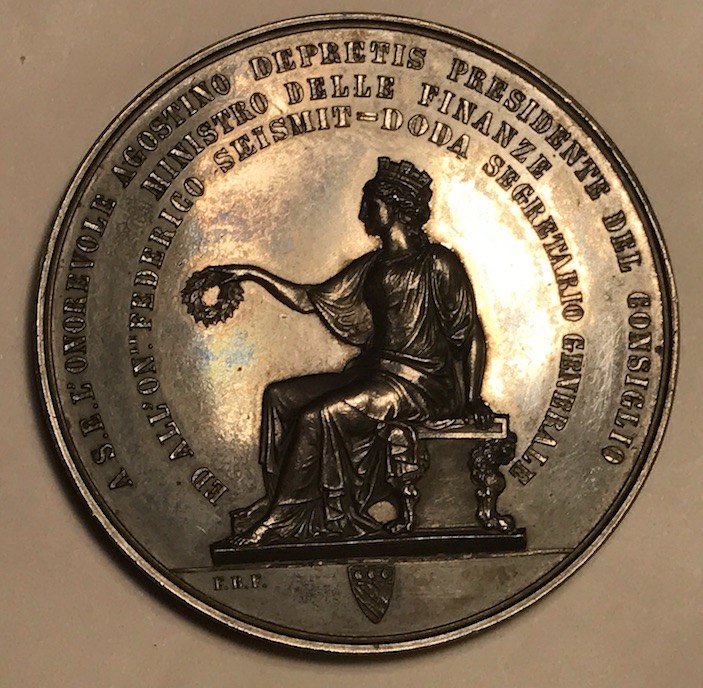 A S.E. L'ONOREVOLE AGOSTINO DEPRETIS PRESIDENTE DEL CONSIGLIO
MINISTRO DELLE FINANZE
ED ALL'ON.TE FEDERICO SEISMIT=DODA SEGRETARIO GENERALE
F.B.F.